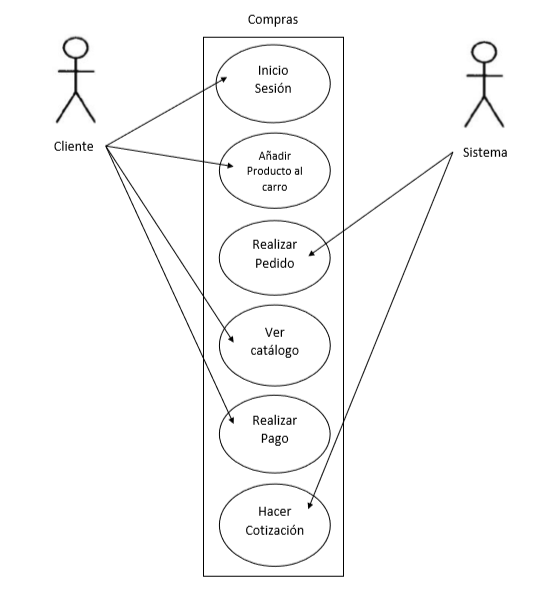 Compras
Cliente
Sistema
Inicio
Sesión
Añadir
Producto al
carro
Realizar
Pedido
Ver
catálogo
Realizar
Pago
Hacer
Cotización